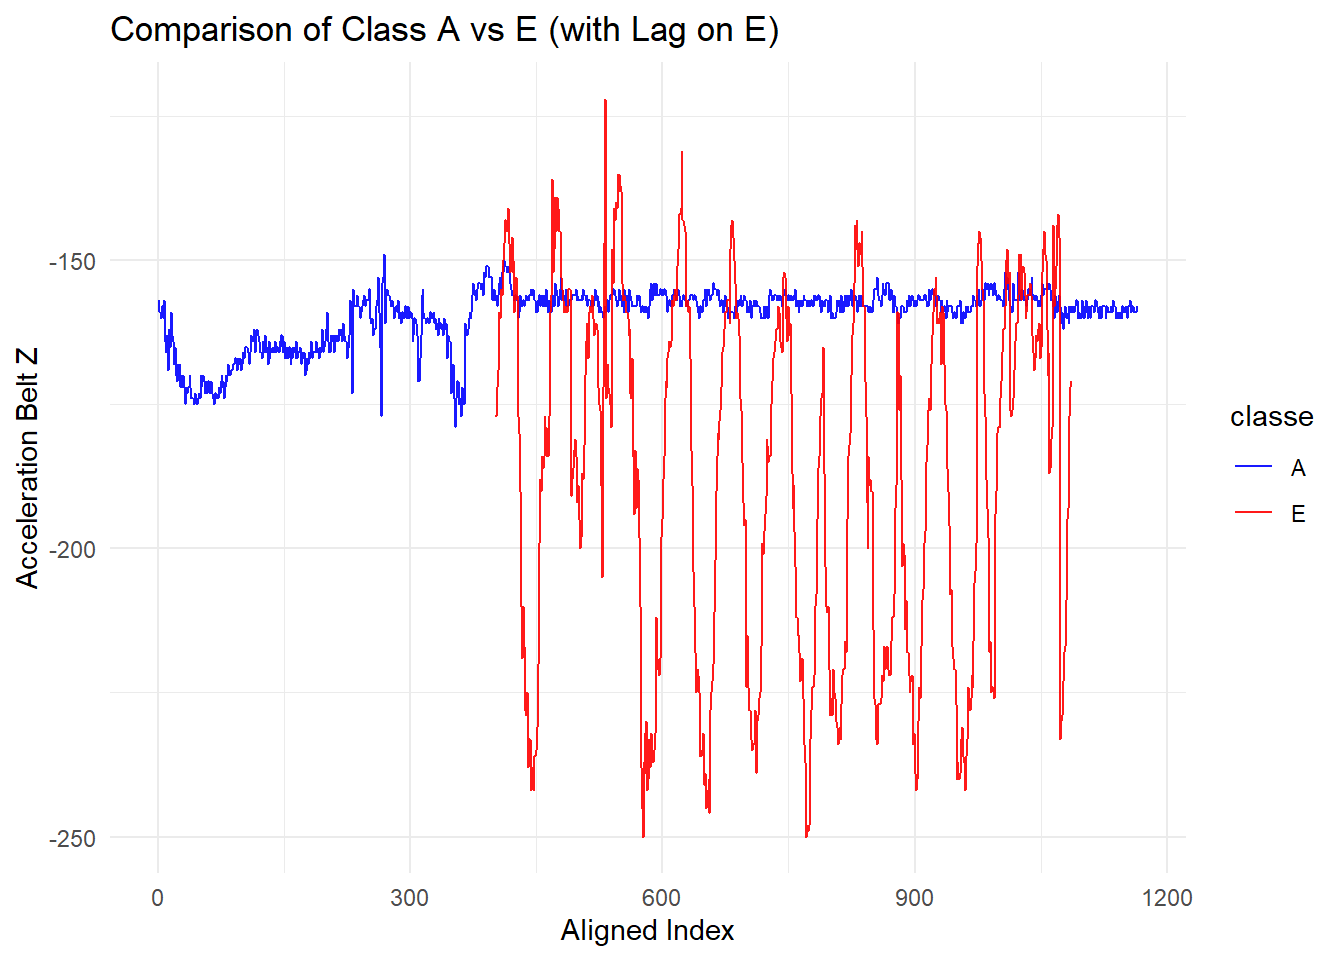 Comparison of Class A vs E (with Lag on E)
Acceleration Belt Z
-150
-200
-250
0
300
600
900
1200
Aligned Index
classe
A
E